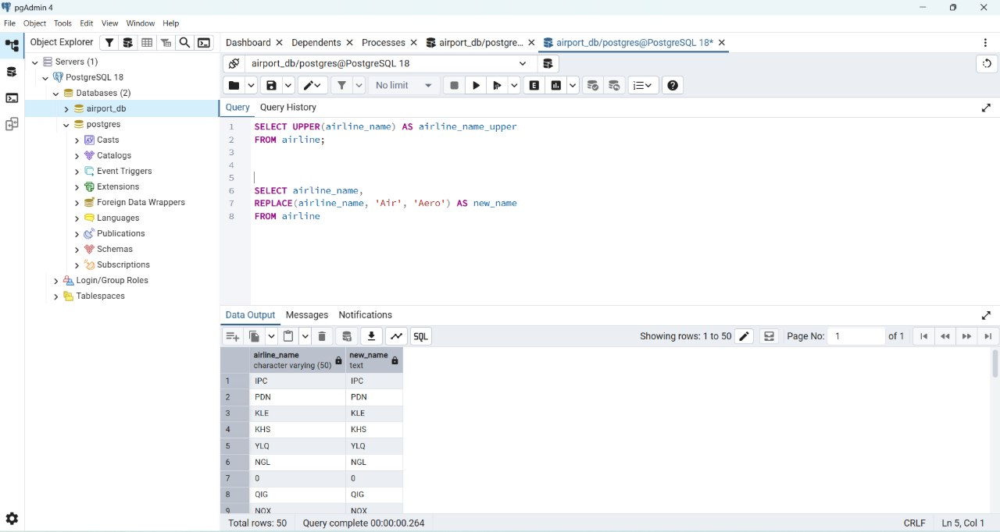 pgAdmin 4
File Object Tools Edit View Window Help
Object Explorer
Dashboard Dependents Processes airport_db/postgre... airport_db/postgres@PostgreSQL 18*
Servers (1)
PostgreSQL 18
Databases (2)
airport_db
postgres
Casts
Catalogs
Event Triggers
Extensions
Foreign Data Wrappers
Languages
Publications
Schemas
Subscriptions
Login/Group Roles
Tablespaces
airport_db/postgres@PostgreSQL 18
No limit E
Query Query History
1 SELECT UPPER(airline_name) AS airline_name_upper
2 FROM airline;
3
4
5
6 SELECT airline_name,
7 REPLACE(airline_name, 'Air', 'Aero') AS new_name
8 FROM airline
Data Output Messages Notifications
SQL Showing rows: 1 to 50 Page No: 1 of 1
airline_name new_name
character varying (50) text
1 IPC IPC
2 PDN PDN
3 KLE KLE
4 KHS KHS
5 YLQ YLQ
6 NGL NGL
7 0 0
8 QIG QIG
9 NOX NOX
Total rows: 50 Query complete 00:00:00.264 CRLF Ln 5, Col 1